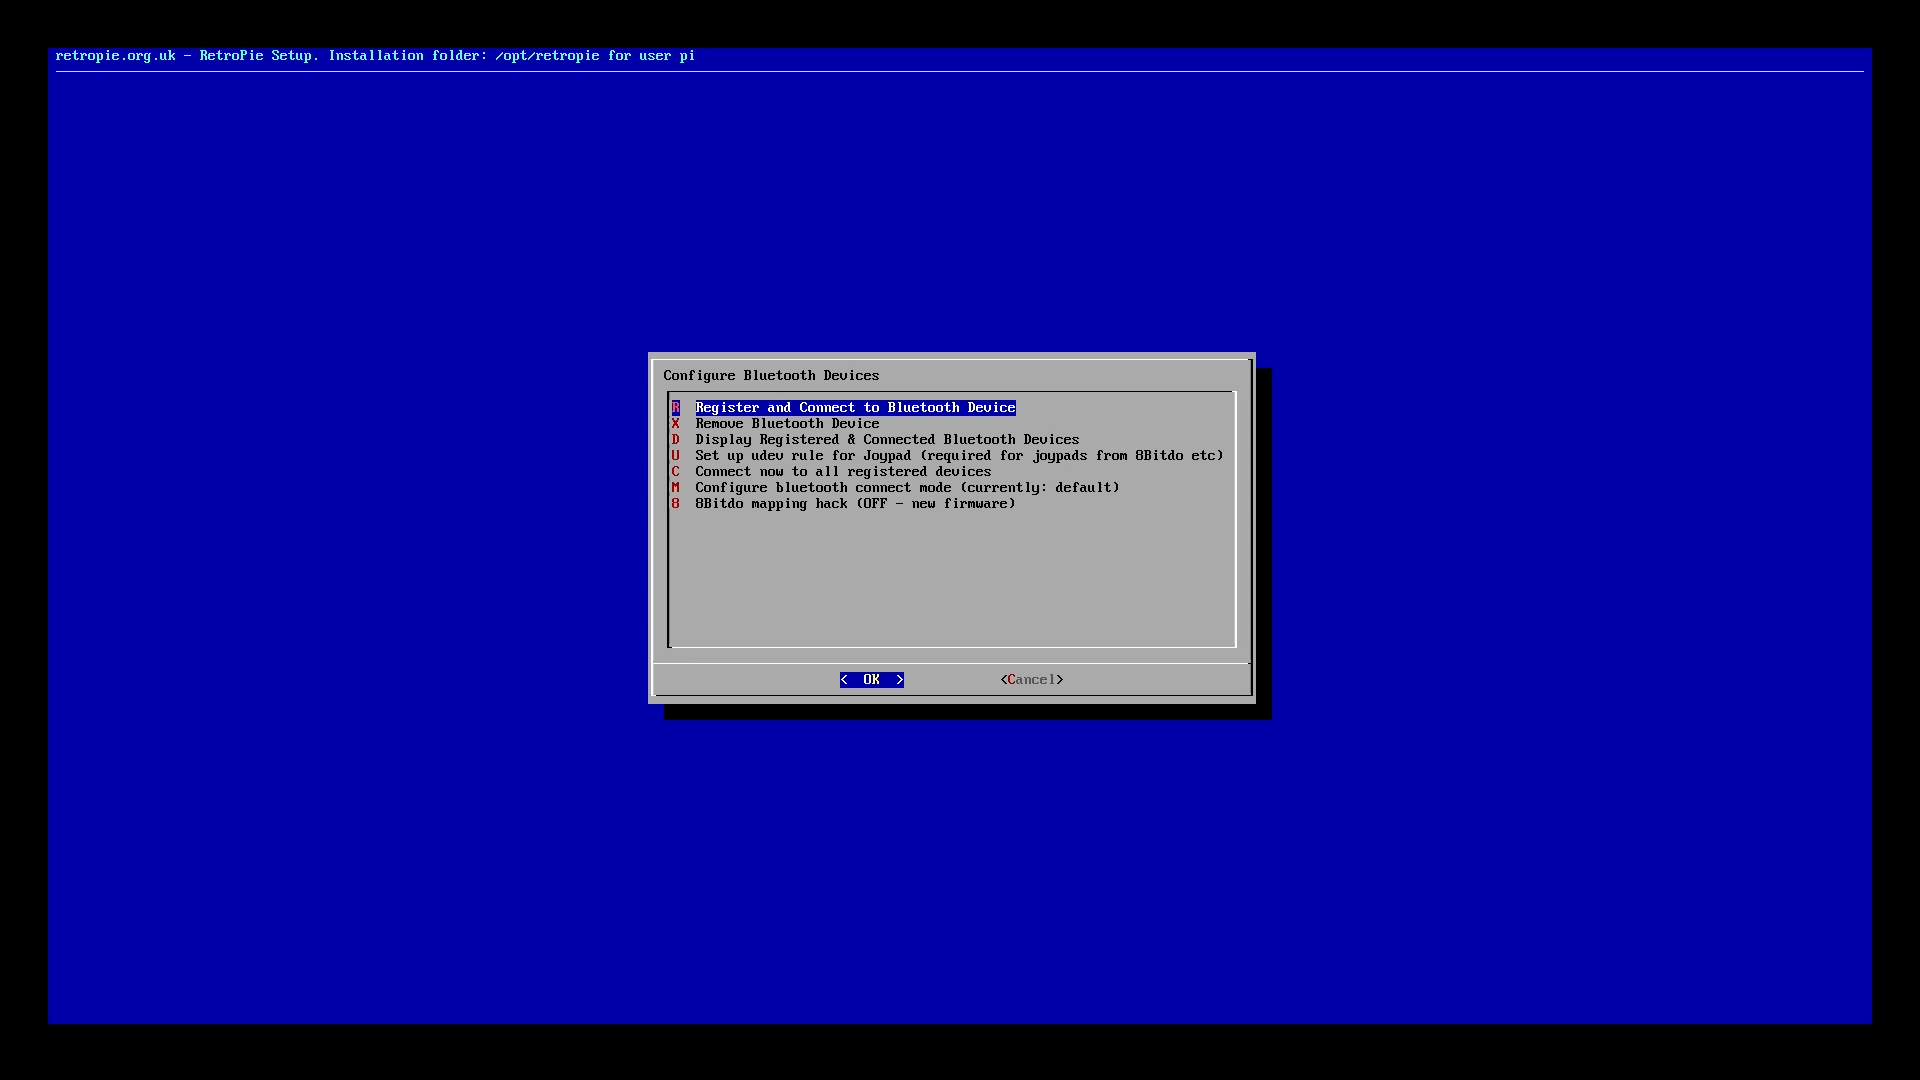 retropie.org.uk - RetroPie Setup. Installation folder: /opt/retropie for user pi
Configure Bluetooth Devices
R Register and Connect to Bluetooth Device
X Remove Bluetooth Device
D Display Registered & Connected Bluetooth Devices
U Set up udev rule for Joypad (required for joypads from 8Bitdo etc)
C Connect now to all registered devices
M Configure bluetooth connect mode (currently: default)
8 8Bitdo mapping hack (OFF - new firmware)
< OK > <Cancel>